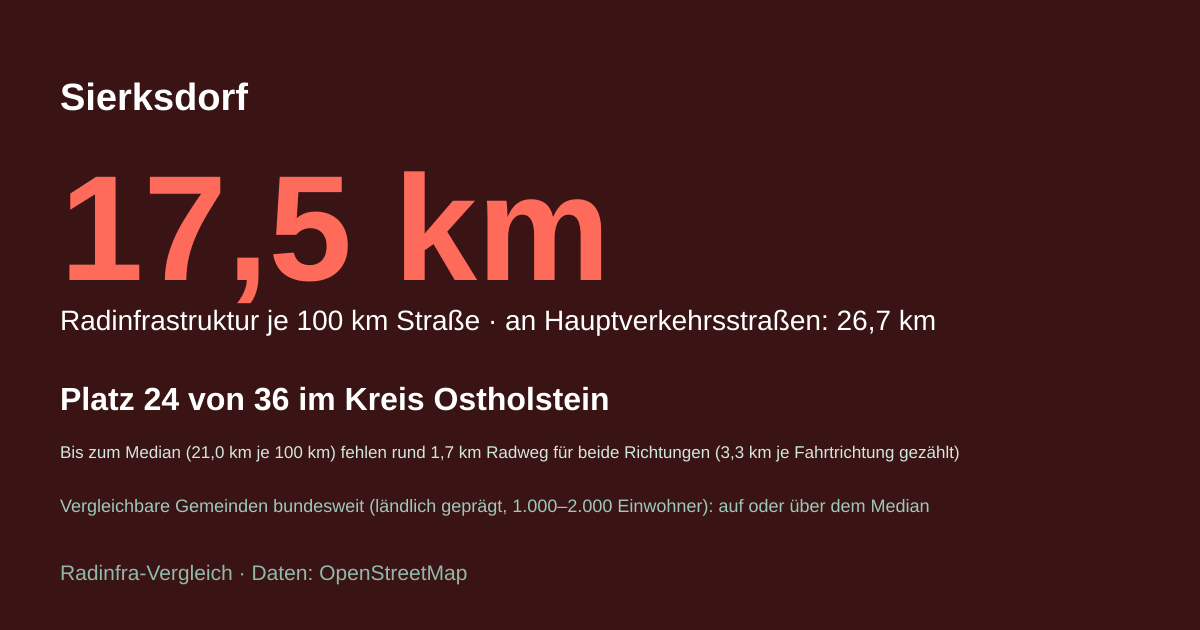 Sierksdorf
17,5 km
Radinfrastruktur je 100 km Straße · an Hauptverkehrsstraßen: 26,7 km
Platz 24 von 36 im Kreis Ostholstein
Bis zum Median (21,0 km je 100 km) fehlen rund 1,7 km Radweg für beide Richtungen (3,3 km je Fahrtrichtung gezählt)
Vergleichbare Gemeinden bundesweit (ländlich geprägt, 1.000–2.000 Einwohner): auf oder über dem Median
Radinfra-Vergleich · Daten: OpenStreetMap